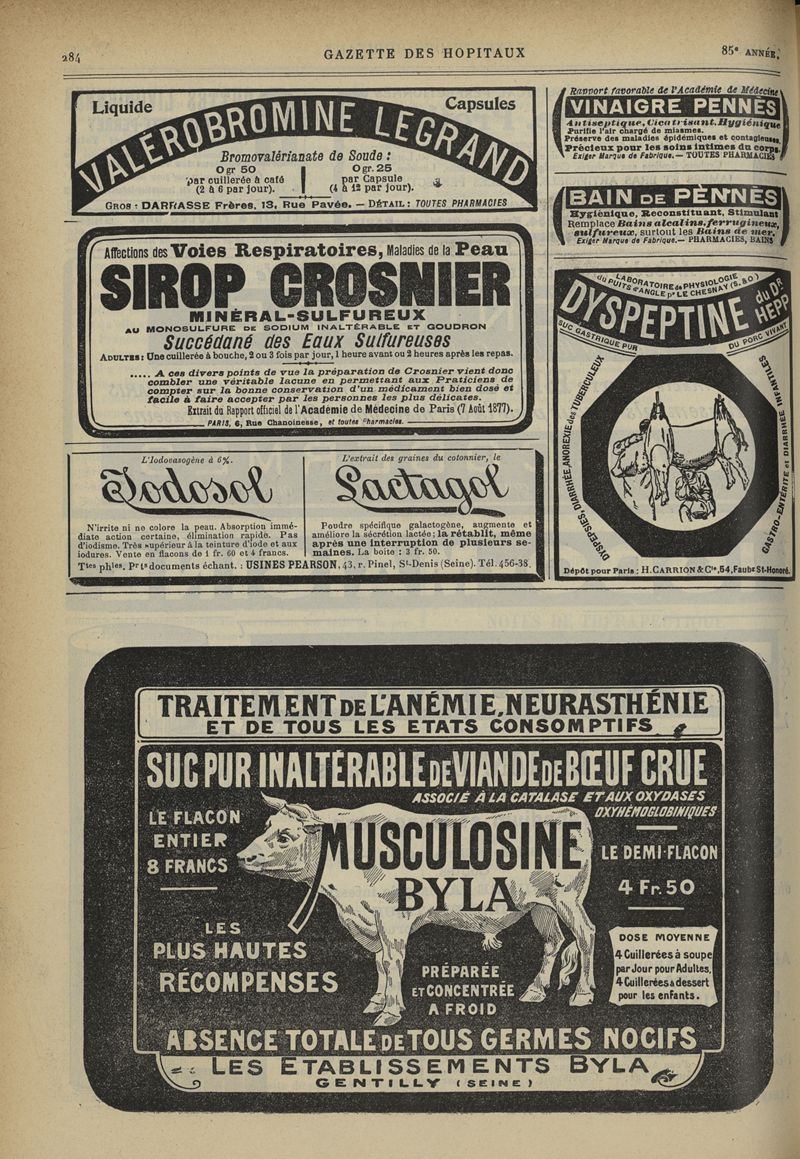 284
GAZETTE DES HOPITAUX
85e ANNÉE.
Liquide
Capsules
VALÉROBROMINE LEGRAND
Bromovalérianate de Soude :
0 gr 50
par cuillerée à café
(2 à 6 par jour).
0 gr. 25
par Capsule
(4 à 12 par jour).
GROS : DARRASSE Frères, 13, Rue Pavée. — DÉTAIL : TOUTES PHARMACIES
Affections des Voies Respiratoires, Maladies de la Peau
SIROP CROSNIER
MINÉRAL-SULFUREUX
AU MONOSULFURE DE SODIUM INALTÉRABLE ET GOUDRON
Succédané des Eaux Sulfureuses
ADULTES : Une cuillerée à bouche, 2 ou 3 fois par jour, 1 heure avant ou 2 heures après les repas.
..... A ces divers points de vue la préparation de Crosnier vient donc
combler une véritable lacune en permettant aux Praticiens de
compter sur la bonne conservation d'un médicament bien dosé et
facile à faire accepter par les personnes les plus délicates.
Extrait du Rapport officiel de l'Académie de Médecine de Paris (7 Août 1877).
PARIS, 6, Rue Chanoinesse, et toutes Pharmacies.
L'Iodovasogène à 6%.
Iodosol
N'irrite ni ne colore la peau. Absorption immé-
diate action certaine, élimination rapide. Pas
d'iodisme. Très supérieur à la teinture d'iode et aux
iodures. Vente en flacons de 1 fr. 60 et 4 francs.
L'extrait des graines du cotonnier, le
Lactagol
Poudre spécifique galactogène, augmente et
améliore la sécrétion lactée; la rétablit, même
après une interruption de plusieurs se-
maines. La boîte : 3 fr. 50.
Ttes phies. Pr ts documents échant. : USINES PEARSON, 43, r. Pinel, St-Denis (Seine). Tél. 456-38.
Rapport favorable de l'Académie de Médecine
VINAIGRE PENNÈS
Antiseptique, Cicatrisant, Hygiénique
Purifie l'air chargé de miasmes.
Préserve des maladies épidémiques et contagieuses.
Précieux pour les soins intimes du corps.
Exiger Marque de Fabrique. — TOUTES PHARMACIES
BAIN DE PENNÈS
Hygiénique, Reconstituant, Stimulant
Remplace Bains alcalins, ferrugineux,
sulfureux, surtout les Bains de mer.
Exiger Marque de Fabrique. — PHARMACIES, BAINS
LABORATOIRE de PHYSIOLOGIE
du PUITS d'ANGLE pr LE CHESNAY (S. & O.)
DYSPEPTINE du Dr HEPP
SUC GASTRIQUE PUR
DU PORC VIVANT
DYSPEPSIES, DIARRHÉE, ANOREXIE des TUBERCULEUX
GASTRO-ENTÉRITE et DIARRHÉE INFANTILES
Dépôt pour Paris : H. CARRION & Cie, 54, Faubg St-Honoré.
TRAITEMENT DE L'ANÉMIE, NEURASTHÉNIE
ET DE TOUS LES ETATS CONSOMPTIFS
SUC PUR INALTÉRABLE DE VIANDE DE BŒUF CRUE
ASSOCIÉ À LA CATALASE ET AUX OXYDASES
OXYHÉMOGLOBINIQUES
LE FLACON
ENTIER
8 FRANCS
MUSCULOSINE
BYLA
LE DEMI-FLACON
4 Fr. 50
LES
PLUS HAUTES
RÉCOMPENSES
PRÉPARÉE
ET CONCENTRÉE
A FROID
DOSE MOYENNE
4 Cuillerées à soupe
par Jour pour Adultes.
4 Cuillerées à dessert
pour les enfants.
ABSENCE TOTALE DE TOUS GERMES NOCIFS
LES ETABLISSEMENTS BYLA
GENTILLY (SEINE)